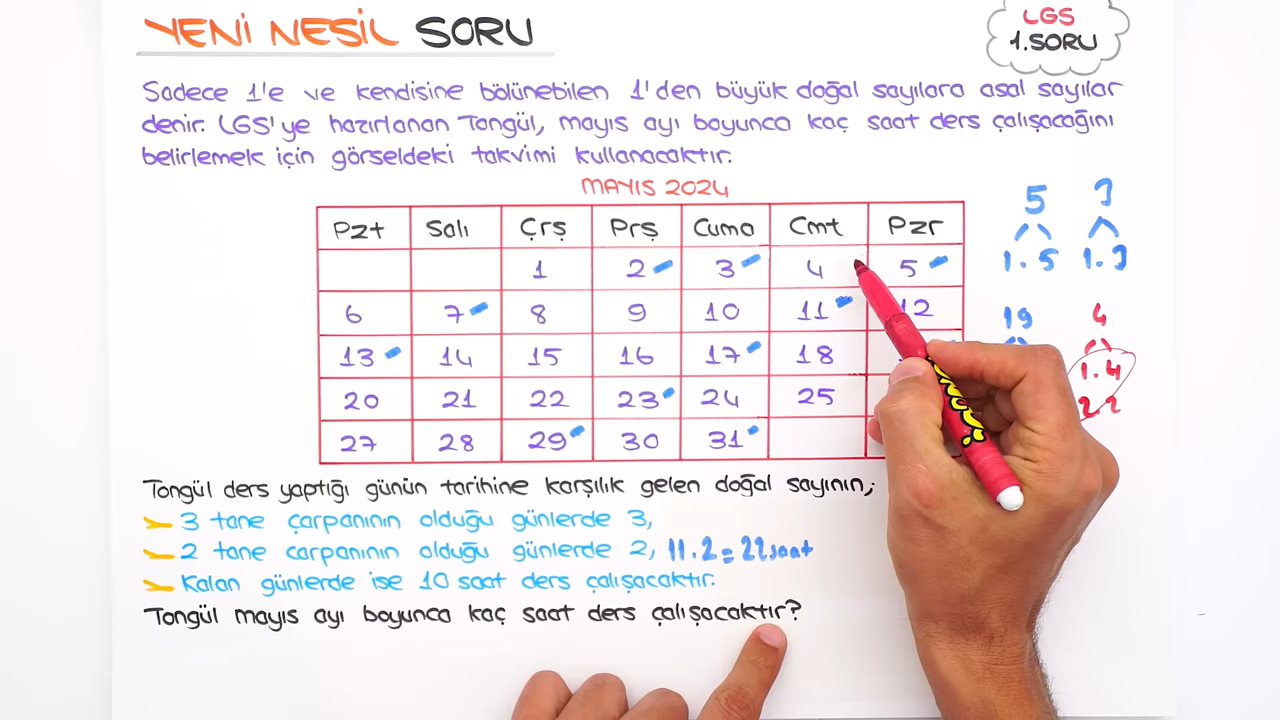 YENİ NESİL SORU
LGS
1.SORU
Sadece 1'e ve kendisine bölünebilen 1'den büyük doğal sayılara asal sayılar
denir. LGS'ye hazırlanan Tongül, mayıs ayı boyunca kaç saat ders çalışacağını
belirlemek için görseldeki takvimi kullanacaktır.
MAYIS 2024
Pzt Salı Çrş Prş Cuma Cmt Pzr
1 2 3 4 5
6 7 8 9 10 11 12
13 14 15 16 17 18
20 21 22 23 24 25
27 28 29 30 31
5 3
1.5 1.3
19 4
1.4
2 2
Tongül ders yaptığı günün tarihine karşılık gelen doğal sayının;
3 tane çarpanının olduğu günlerde 3,
2 tane carpanının olduğu günlerde 2, 11.2=22saat
Kalan günlerde ise 10 saat ders çalışacaktır.
Tongül mayıs ayı boyunca kaç saat ders çalışacaktır?